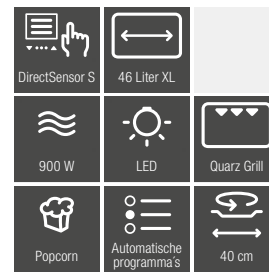 DirectSensor S
46 Liter XL
900 W
LED
Quarz Grill
Popcorn
Automatische
programma´s
40 cm